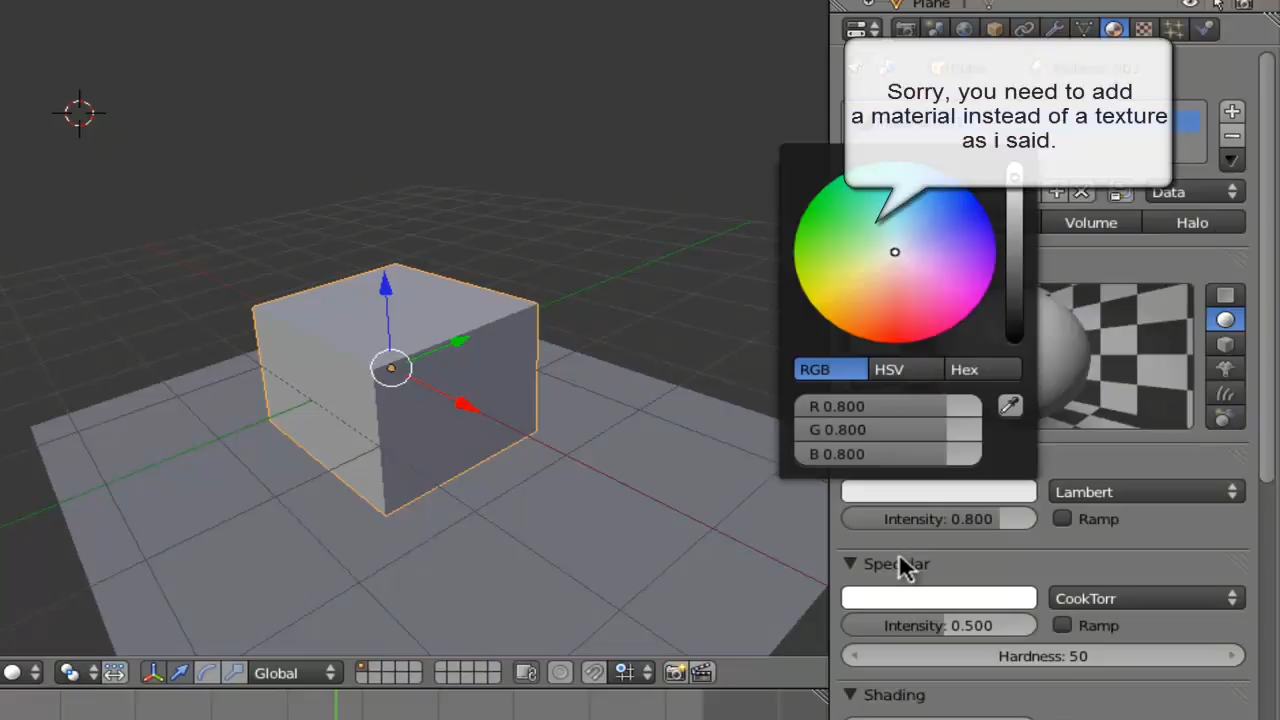 Plane
Sorry, you need to add
a material instead of a texture
as i said.
Data
Volume
Halo
RGB
HSV
Hex
R 0.800
G 0.800
B 0.800
Lambert
Intensity: 0.800
Ramp
Specular
CookTorr
Intensity: 0.500
Ramp
Hardness: 50
Global
Shading